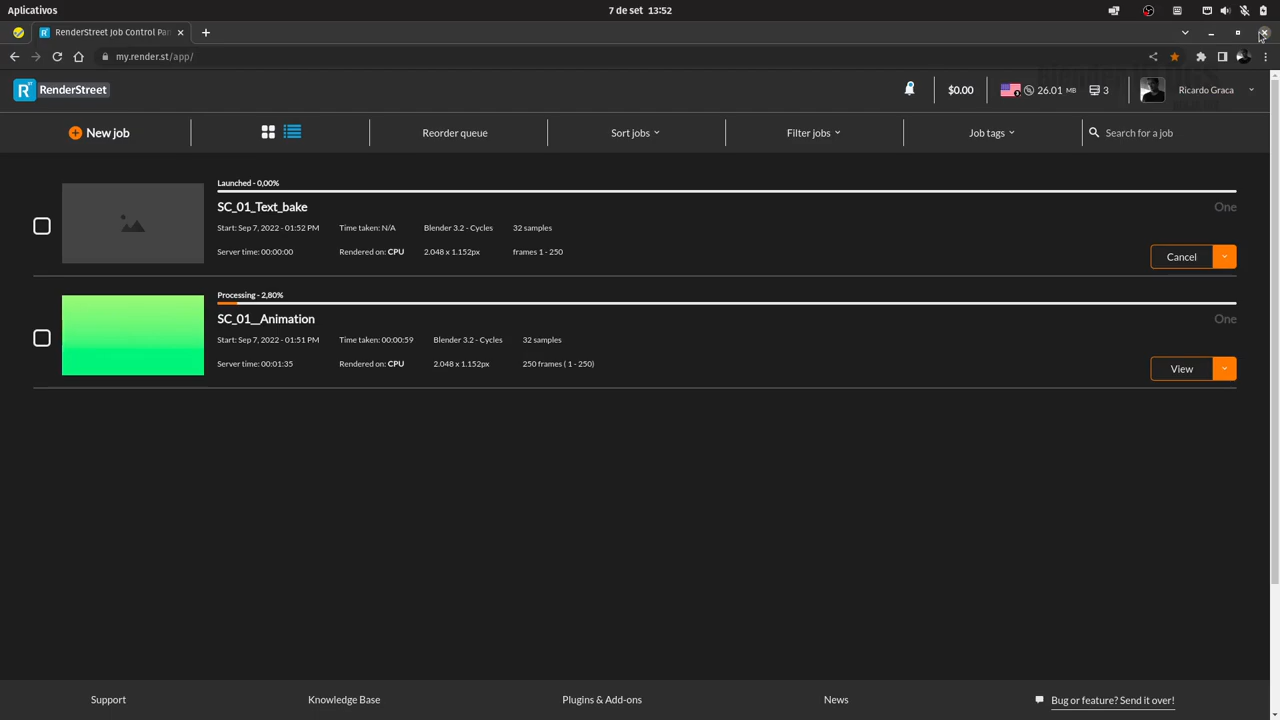 Aplicativos
7 de set 13:52
RenderStreet Job Control Pa
my.render.st/app/
RenderStreet
$0.00
26.01 MB
3
Ricardo Graca
New job
Reorder queue
Sort jobs
Filter jobs
Job tags
Search for a job
Launched - 0,00%
SC_01_Text_bake
One
Start: Sep 7, 2022 - 01:52 PM
Time taken: N/A
Blender 3.2 - Cycles
32 samples
Server time: 00:00:00
Rendered on: CPU
2.048 x 1.152px
frames 1 - 250
Cancel
Processing - 2,80%
SC_01__Animation
One
Start: Sep 7, 2022 - 01:51 PM
Time taken: 00:00:59
Blender 3.2 - Cycles
32 samples
Server time: 00:01:35
Rendered on: CPU
2.048 x 1.152px
250 frames ( 1 - 250)
View
Support
Knowledge Base
Plugins & Add-ons
News
Bug or feature? Send it over!